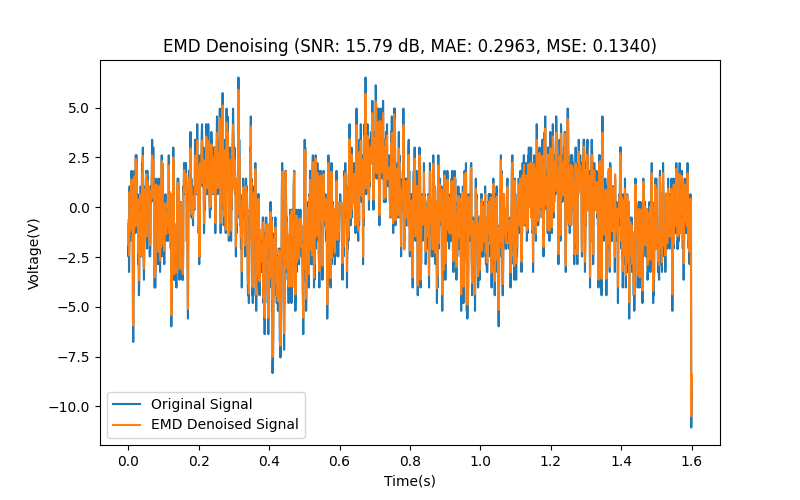 EMD Denoising (SNR: 15.79 dB, MAE: 0.2963, MSE: 0.1340)
5.0
2.5
0.0
−2.5
−5.0
−7.5
−10.0
Voltage(V)
Original Signal
EMD Denoised Signal
0.0 0.2 0.4 0.6 0.8 1.0 1.2 1.4 1.6
Time(s)